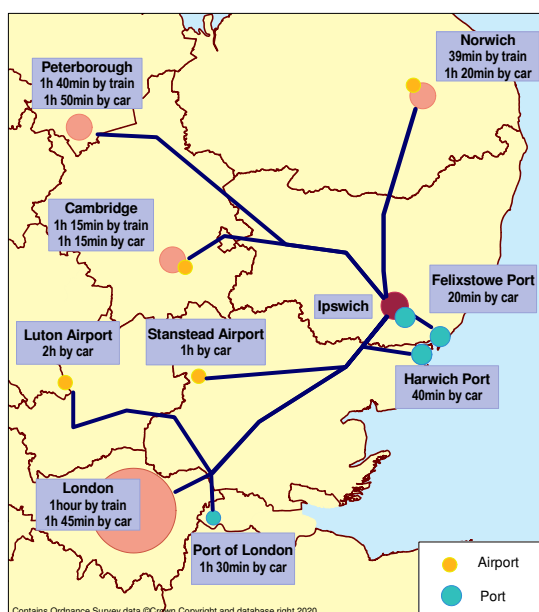 Norwich
39min by train
1h 20min by car
Peterborough
1h 40min by train
1h 50min by car
Cambridge
1h 15min by train
1h 15min by car
Ipswich
Felixstowe Port
20min by car
Luton Airport
2h by car
Stanstead Airport
1h by car
Harwich Port
40min by car
London
1hour by train
1h 45min by car
Port of London
1h 30min by car
Airport
Port
Contains Ordnance Survey data ©Crown Copyright and database right 2020